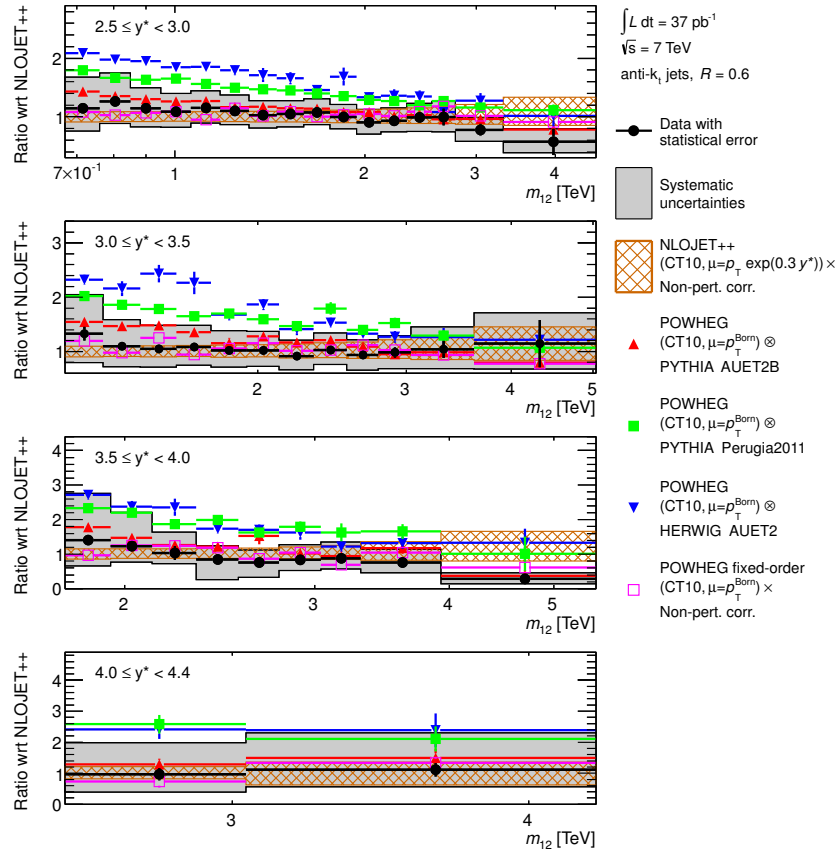 Ratio wrt NLOJET++
2.5 ≤ y* < 3.0
2
1
7×10⁻¹
1
2
3
4
m₁₂ [TeV]
Ratio wrt NLOJET++
3.0 ≤ y* < 3.5
3
2
1
2
3
4
5
m₁₂ [TeV]
Ratio wrt NLOJET++
3.5 ≤ y* < 4.0
4
3
2
1
0
2
3
4
5
m₁₂ [TeV]
Ratio wrt NLOJET++
4.0 ≤ y* < 4.4
4
3
2
1
0
3
4
m₁₂ [TeV]
∫L dt = 37 pb⁻¹
√s = 7 TeV
anti-kₜ jets, R = 0.6
Data with
statistical error
Systematic
uncertainties
NLOJET++
(CT10, μ=p_T exp(0.3 y*)) ×
Non-pert. corr.
POWHEG
(CT10, μ=p_T^Born) ⊗
PYTHIA AUET2B
POWHEG
(CT10, μ=p_T^Born) ⊗
PYTHIA Perugia2011
POWHEG
(CT10, μ=p_T^Born) ⊗
HERWIG AUET2
POWHEG fixed-order
(CT10, μ=p_T^Born) ×
Non-pert. corr.